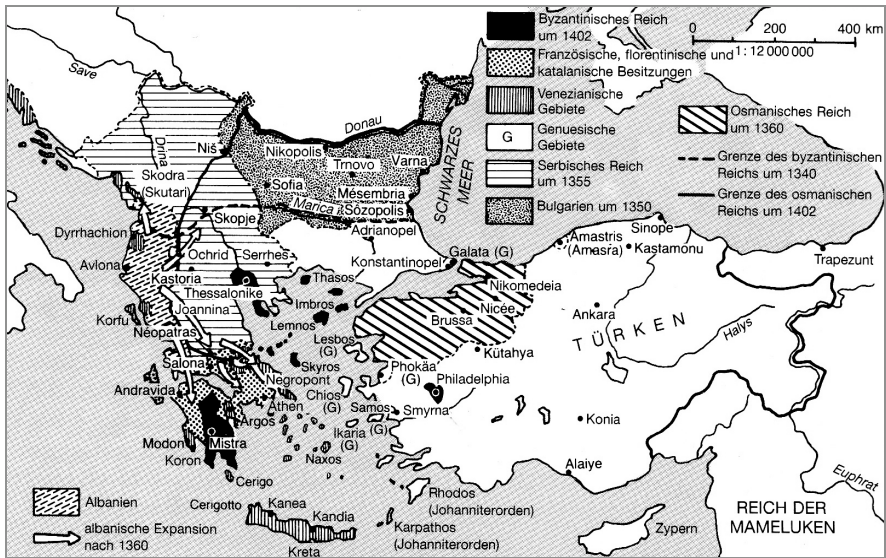 Byzantinisches Reich
um 1402
Französische, florentinische und
katalanische Besitzungen
Venezianische
Gebiete
G
Genuesische
Gebiete
Serbisches Reich
um 1355
Bulgarien um 1350
0 200 400 km
1: 12 000 000
Osmanisches Reich
um 1360
Grenze des byzantinischen
Reichs um 1340
Grenze des osmanischen
Reichs um 1402
Save
Drina
Donau
Niš
Nikopolis
Trnovo
Varna
Skodra
(Skutari)
Sofia
Mésembria
Marica
Sôzopolis
SCHWARZES
MEER
Skopje
Dyrrhachion
Adrianopel
Sinope
Amastris
(Amasra)
Kastamonu
Avlona
Ochrid
Serrhes
Konstantinopel
Galata (G)
Trapezunt
Kastoria
Thessalonike
Thasos
Nikomedeia
Joannina
Imbros
Nicée
Korfu
Lemnos
Brussa
Ankara
TÜRKEN
Halys
Néopatras
Lesbos
(G)
Kütahya
Salona
Skyros
Phokäa
(G)
Philadelphia
Andravida
Negropont
Chios
(G)
Athen
Samos
(G)
Smyrna
Argos
Ikaria
(G)
Konia
Modon
Mistra
Naxos
Koron
Alaiye
Euphrat
Cerigo
Albanien
Cerigotto
Kanea
Rhodos
(Johanniterorden)
REICH DER
MAMELUKEN
albanische Expansion
nach 1360
Kandia
Karpathos
(Johanniterorden)
Zypern
Kreta